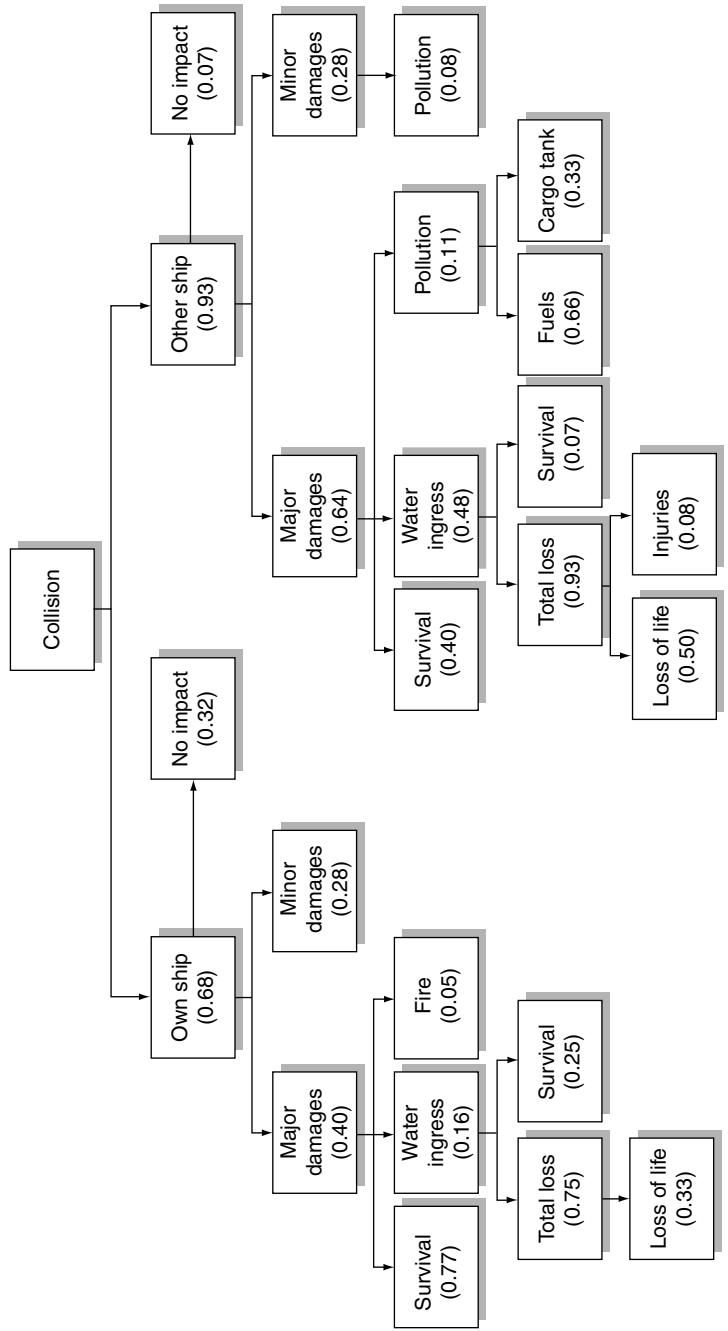 Collision
Own ship
(0.68)
No impact
(0.32)
Other ship
(0.93)
No impact
(0.07)
Major
damages
(0.40)
Minor
damages
(0.28)
Major
damages
(0.64)
Minor
damages
(0.28)
Survival
(0.77)
Water
ingress
(0.16)
Fire
(0.05)
Survival
(0.40)
Water
ingress
(0.48)
Pollution
(0.11)
Pollution
(0.08)
Total loss
(0.75)
Survival
(0.25)
Total loss
(0.93)
Survival
(0.07)
Fuels
(0.66)
Cargo tank
(0.33)
Loss of life
(0.33)
Loss of life
(0.50)
Injuries
(0.08)